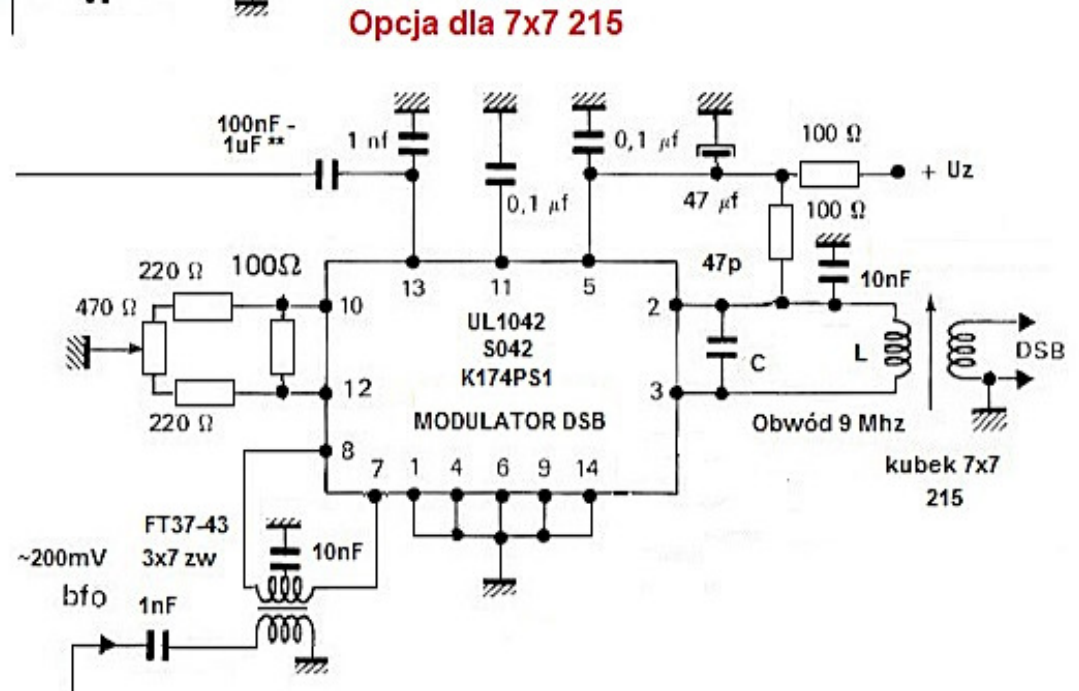 Opcja dla 7x7 215
100nF -
1uF **
1 nf
0,1 µf
0,1 µf
47 µf
100 Ω
+ Uz
100 Ω
47p
10nF
220 Ω
100Ω
470 Ω
220 Ω
13
11
5
10
12
8
2
3
UL1042
S042
K174PS1
MODULATOR DSB
7
1
4
6
9
14
C
L
DSB
Obwód 9 Mhz
kubek 7x7
215
FT37-43
3x7 zw
10nF
~200mV
bfo
1nF